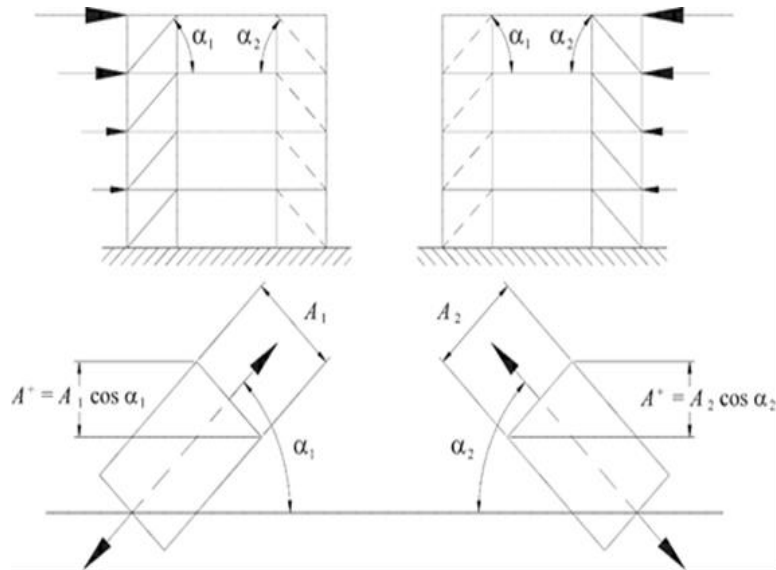 α₁ α₂ α₁ α₂
A₁ A₂
A⁺ = A₁ cos α₁ A⁺ = A₂ cos α₂
α₁ α₂